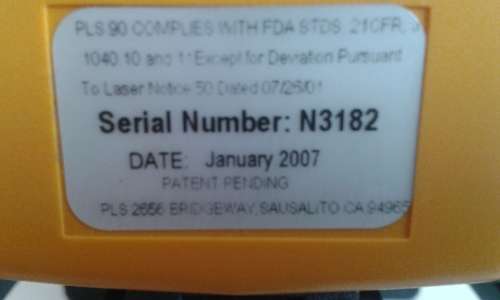 PLS 90 COMPLIES WITH FDA STDS. 21CFR,
1040.10 and 11 Except for Deviation Pursuant
To Laser Notice 50 Dated 07/26/01
Serial Number: N3182
DATE: January 2007
PATENT PENDING
PLS 2656 BRIDGEWAY, SAUSALITO CA 94965